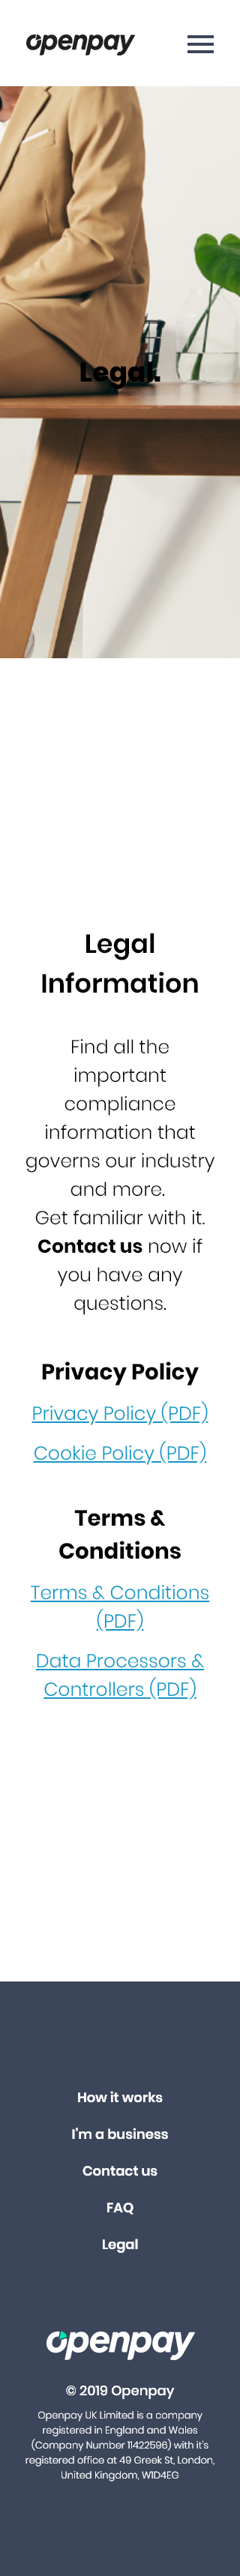 openpay
Legal.
Legal
Information
Find all the
important
compliance
information that
governs our industry
and more.
Get familiar with it.
Contact us now if
you have any
questions.
Privacy Policy
Privacy Policy (PDF)
Cookie Policy (PDF)
Terms &
Conditions
Terms & Conditions
(PDF)
Data Processors &
Controllers (PDF)
How it works
I'm a business
Contact us
FAQ
Legal
openpay
© 2019 Openpay
Openpay UK Limited is a company
registered in England and Wales
(Company Number 11422596) with it's
registered office at 49 Greek St, London,
United Kingdom, W1D4EG